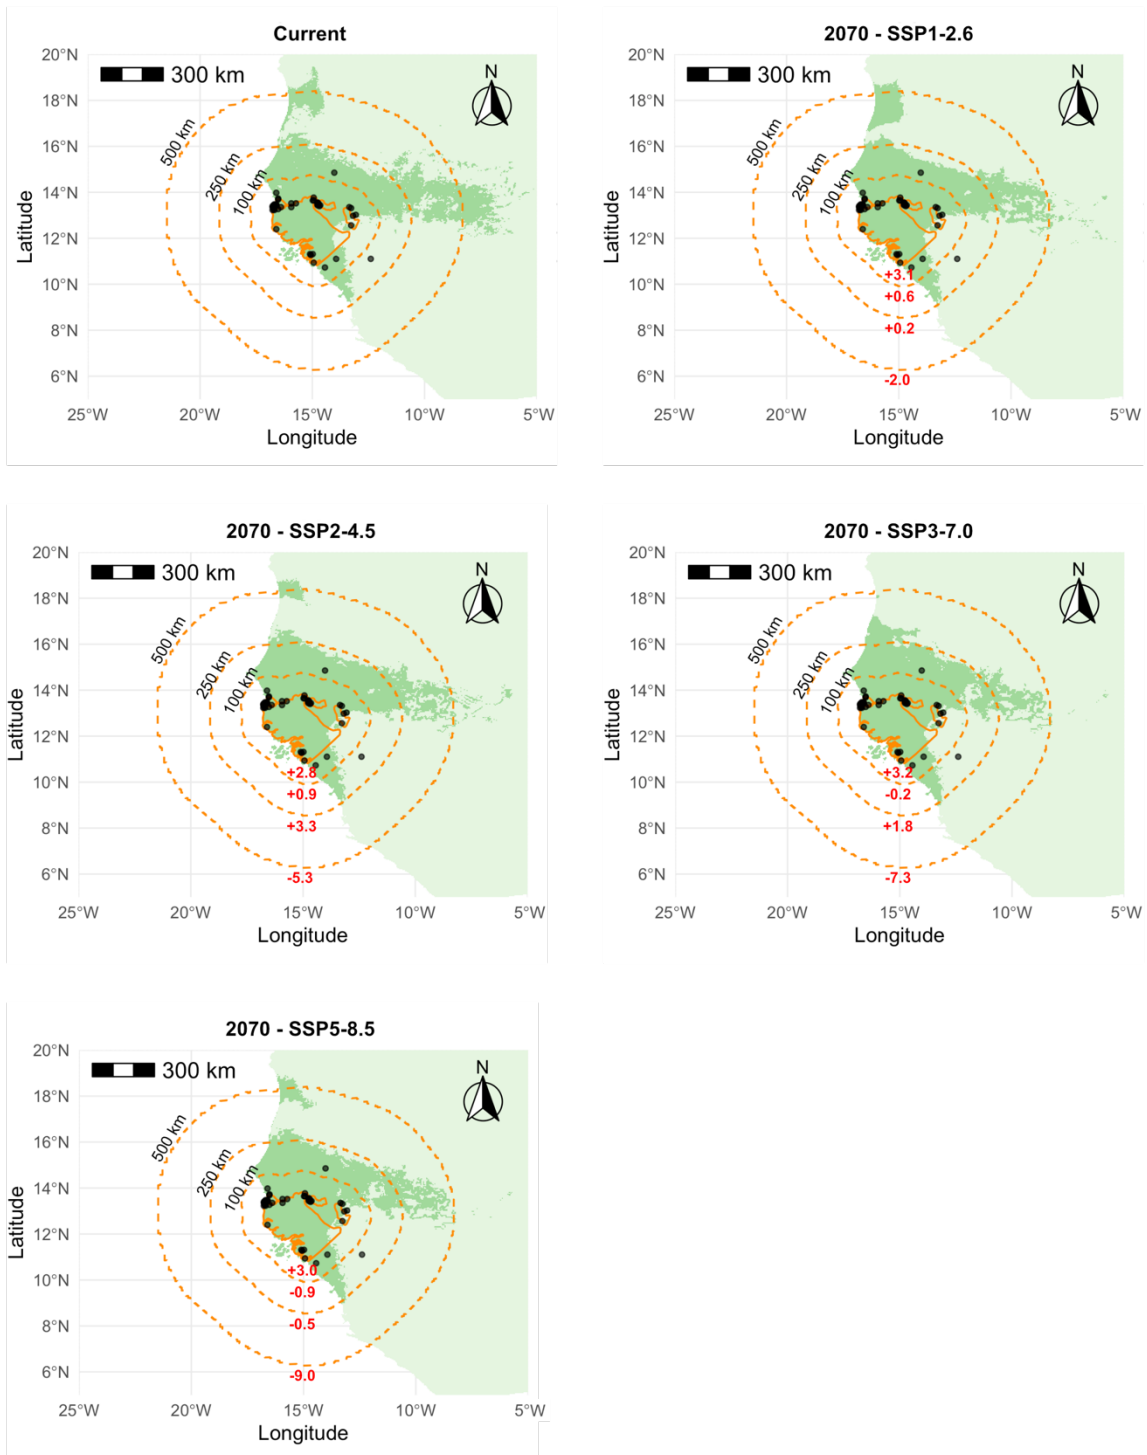 Current
20°N
18°N
16°N
14°N
12°N
10°N
8°N
6°N
25°W
20°W
15°W
10°W
5°W
Latitude
Longitude
300 km
N
500 km
250 km
100 km
2070 - SSP1-2.6
20°N
18°N
16°N
14°N
12°N
10°N
8°N
6°N
25°W
20°W
15°W
10°W
5°W
Latitude
Longitude
300 km
N
500 km
250 km
100 km
+3.1
+0.6
+0.2
-2.0
2070 - SSP2-4.5
20°N
18°N
16°N
14°N
12°N
10°N
8°N
6°N
25°W
20°W
15°W
10°W
5°W
Latitude
Longitude
300 km
N
500 km
250 km
100 km
+2.8
+0.9
+3.3
-5.3
2070 - SSP3-7.0
20°N
18°N
16°N
14°N
12°N
10°N
8°N
6°N
25°W
20°W
15°W
10°W
5°W
Latitude
Longitude
300 km
N
500 km
250 km
100 km
+3.2
-0.2
+1.8
-7.3
2070 - SSP5-8.5
20°N
18°N
16°N
14°N
12°N
10°N
8°N
6°N
25°W
20°W
15°W
10°W
5°W
Latitude
Longitude
300 km
N
500 km
250 km
100 km
+3.0
-0.9
-0.5
-9.0